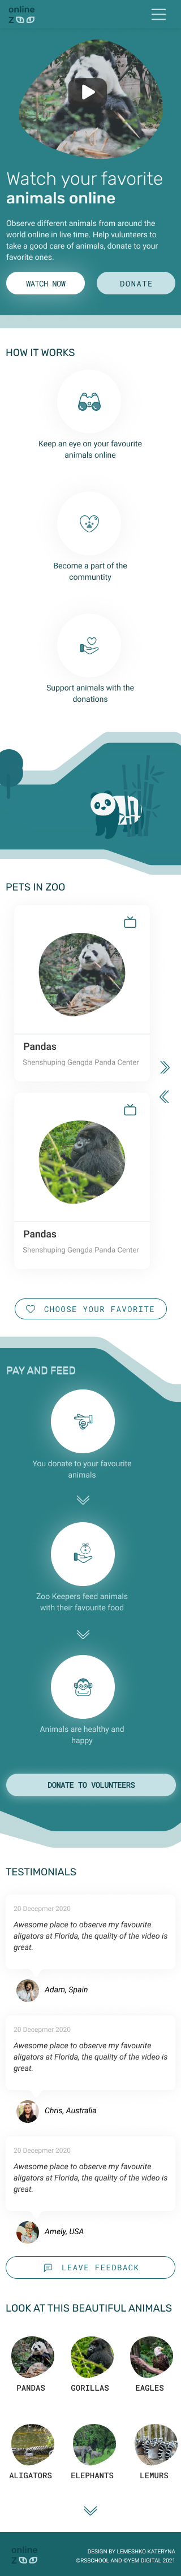 online
ZOO
Watch your favorite
animals online
Observe different animals from around the
world online in live time. Help vulunteers to
take a good care of animals, donate to your
favorite ones.
WATCH NOW
DONATE
HOW IT WORKS
Keep an eye on your favourite
animals online
Become a part of the
communtity
Support animals with the
donations
PETS IN ZOO
Pandas
Shenshuping Gengda Panda Center
Pandas
Shenshuping Gengda Panda Center
CHOOSE YOUR FAVORITE
PAY AND FEED
You donate to your favourite
animals
Zoo Keepers feed animals
with their favourite food
Animals are healthy and
happy
DONATE TO VOLUNTEERS
TESTIMONIALS
20 Decepmer 2020
Awesome place to observe my favourite
aligators at Florida, the quality of the video is
great.
Adam, Spain
20 Decepmer 2020
Awesome place to observe my favourite
aligators at Florida, the quality of the video is
great.
Chris, Australia
20 Decepmer 2020
Awesome place to observe my favourite
aligators at Florida, the quality of the video is
great.
Amely, USA
LEAVE FEEDBACK
LOOK AT THIS BEAUTIFUL ANIMALS
PANDAS
GORILLAS
EAGLES
ALIGATORS
ELEPHANTS
LEMURS
online
ZOO
DESIGN BY LEMESHKO KATERYNA
©RSSCHOOL AND ©YEM DIGITAL 2021